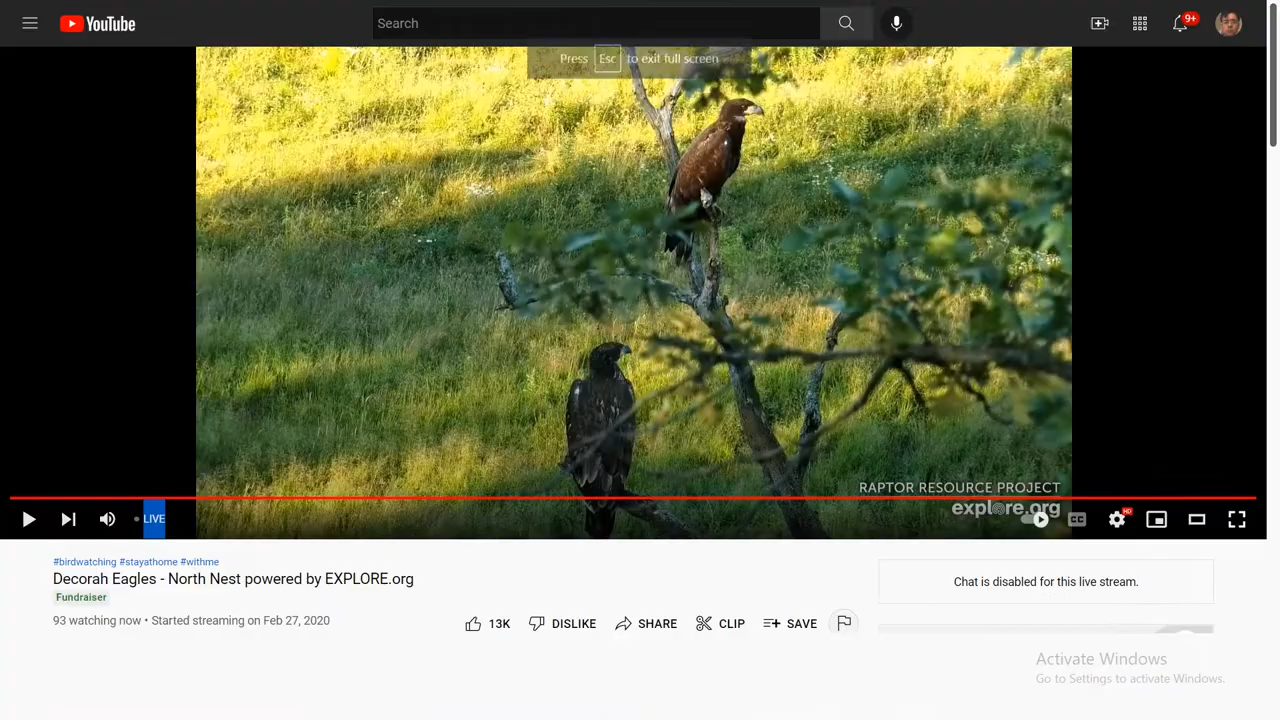 YouTube
Search
9+
Press Esc to exit full screen
RAPTOR RESOURCE PROJECT
explore.org
LIVE
CC
HD
#birdwatching #stayathome #withme
Decorah Eagles - North Nest powered by EXPLORE.org
Fundraiser
93 watching now • Started streaming on Feb 27, 2020
13K
DISLIKE
SHARE
CLIP
SAVE
Chat is disabled for this live stream.
Activate Windows
Go to Settings to activate Windows.